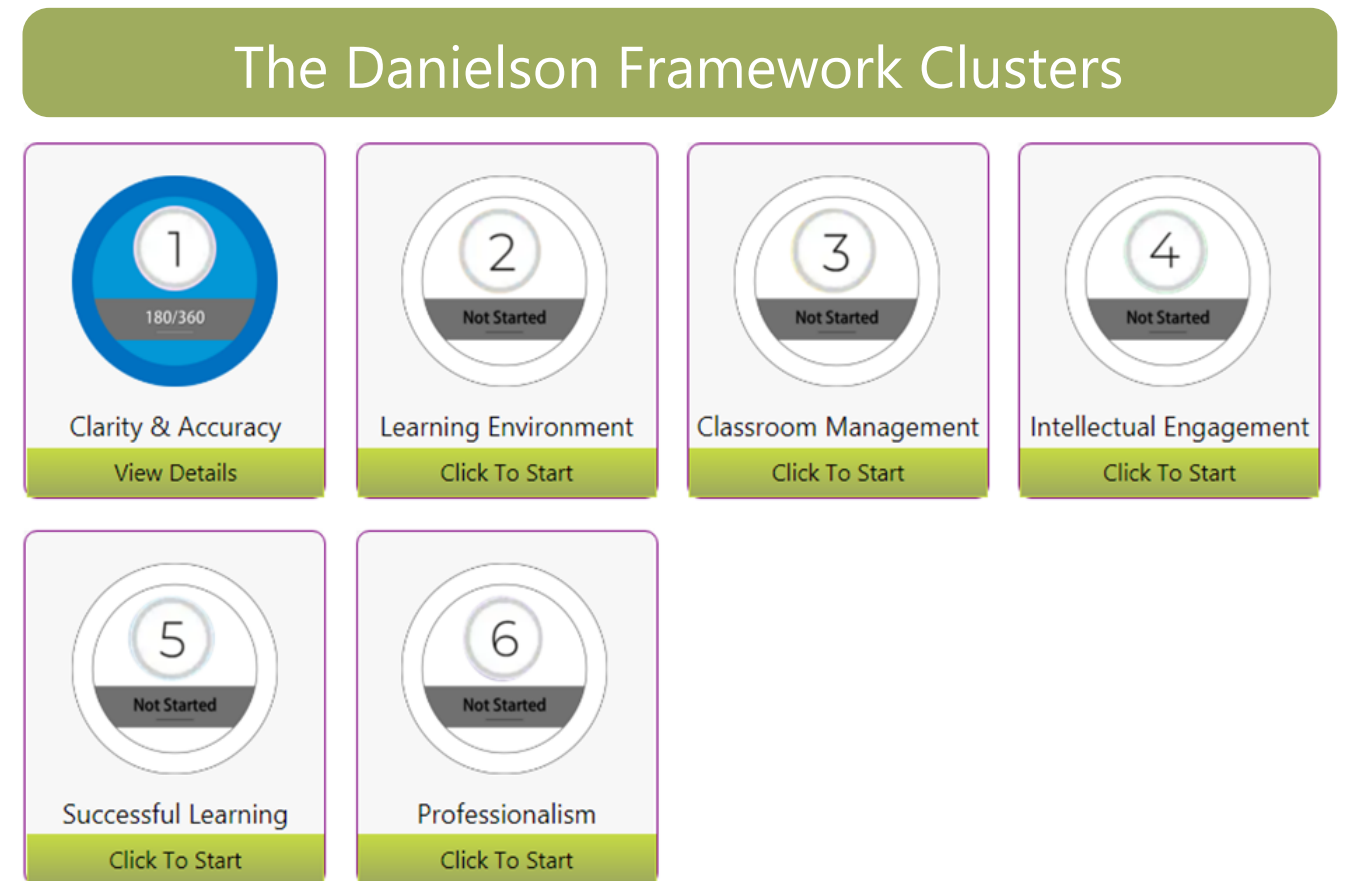 The Danielson Framework Clusters
1
180/360
Clarity & Accuracy
View Details
2
Not Started
Learning Environment
Click To Start
3
Not Started
Classroom Management
Click To Start
4
Not Started
Intellectual Engagement
Click To Start
5
Not Started
Successful Learning
Click To Start
6
Not Started
Professionalism
Click To Start